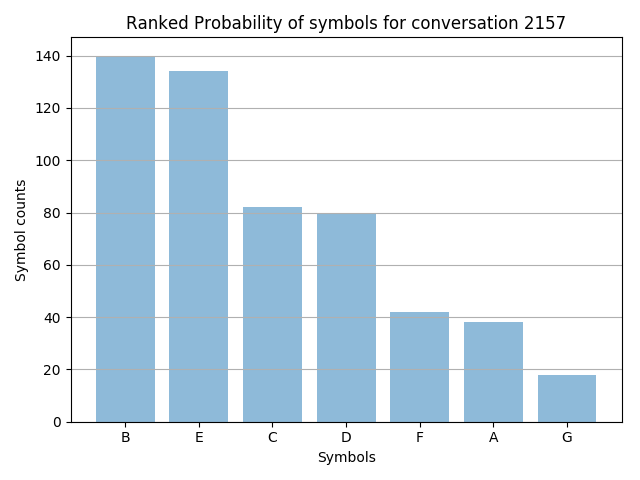 Ranked Probability of symbols for conversation 2157
140
120
100
80
60
40
20
0
Symbol counts
B E C D F A G
Symbols